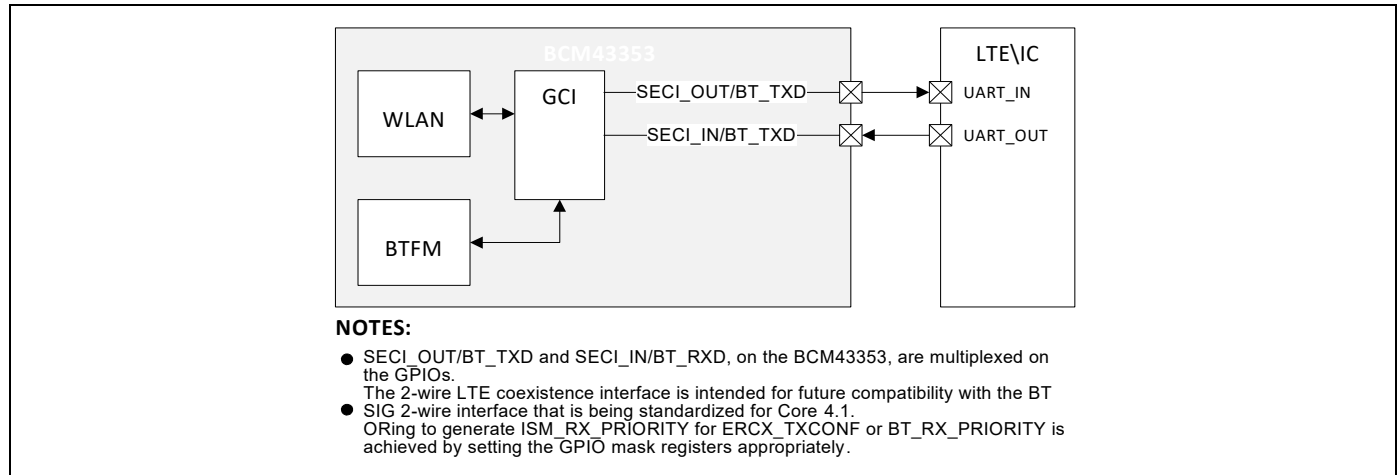 BCM43353
LTE\IC
WLAN
GCI
SECI_OUT/BT_TXD
UART_IN
SECI_IN/BT_TXD
UART_OUT
BTFM
NOTES:
● SECI_OUT/BT_TXD and SECI_IN/BT_RXD, on the BCM43353, are multiplexed on
the GPIOs.
The 2-wire LTE coexistence interface is intended for future compatibility with the BT
● SIG 2-wire interface that is being standardized for Core 4.1.
ORing to generate ISM_RX_PRIORITY for ERCX_TXCONF or BT_RX_PRIORITY is
achieved by setting the GPIO mask registers appropriately.